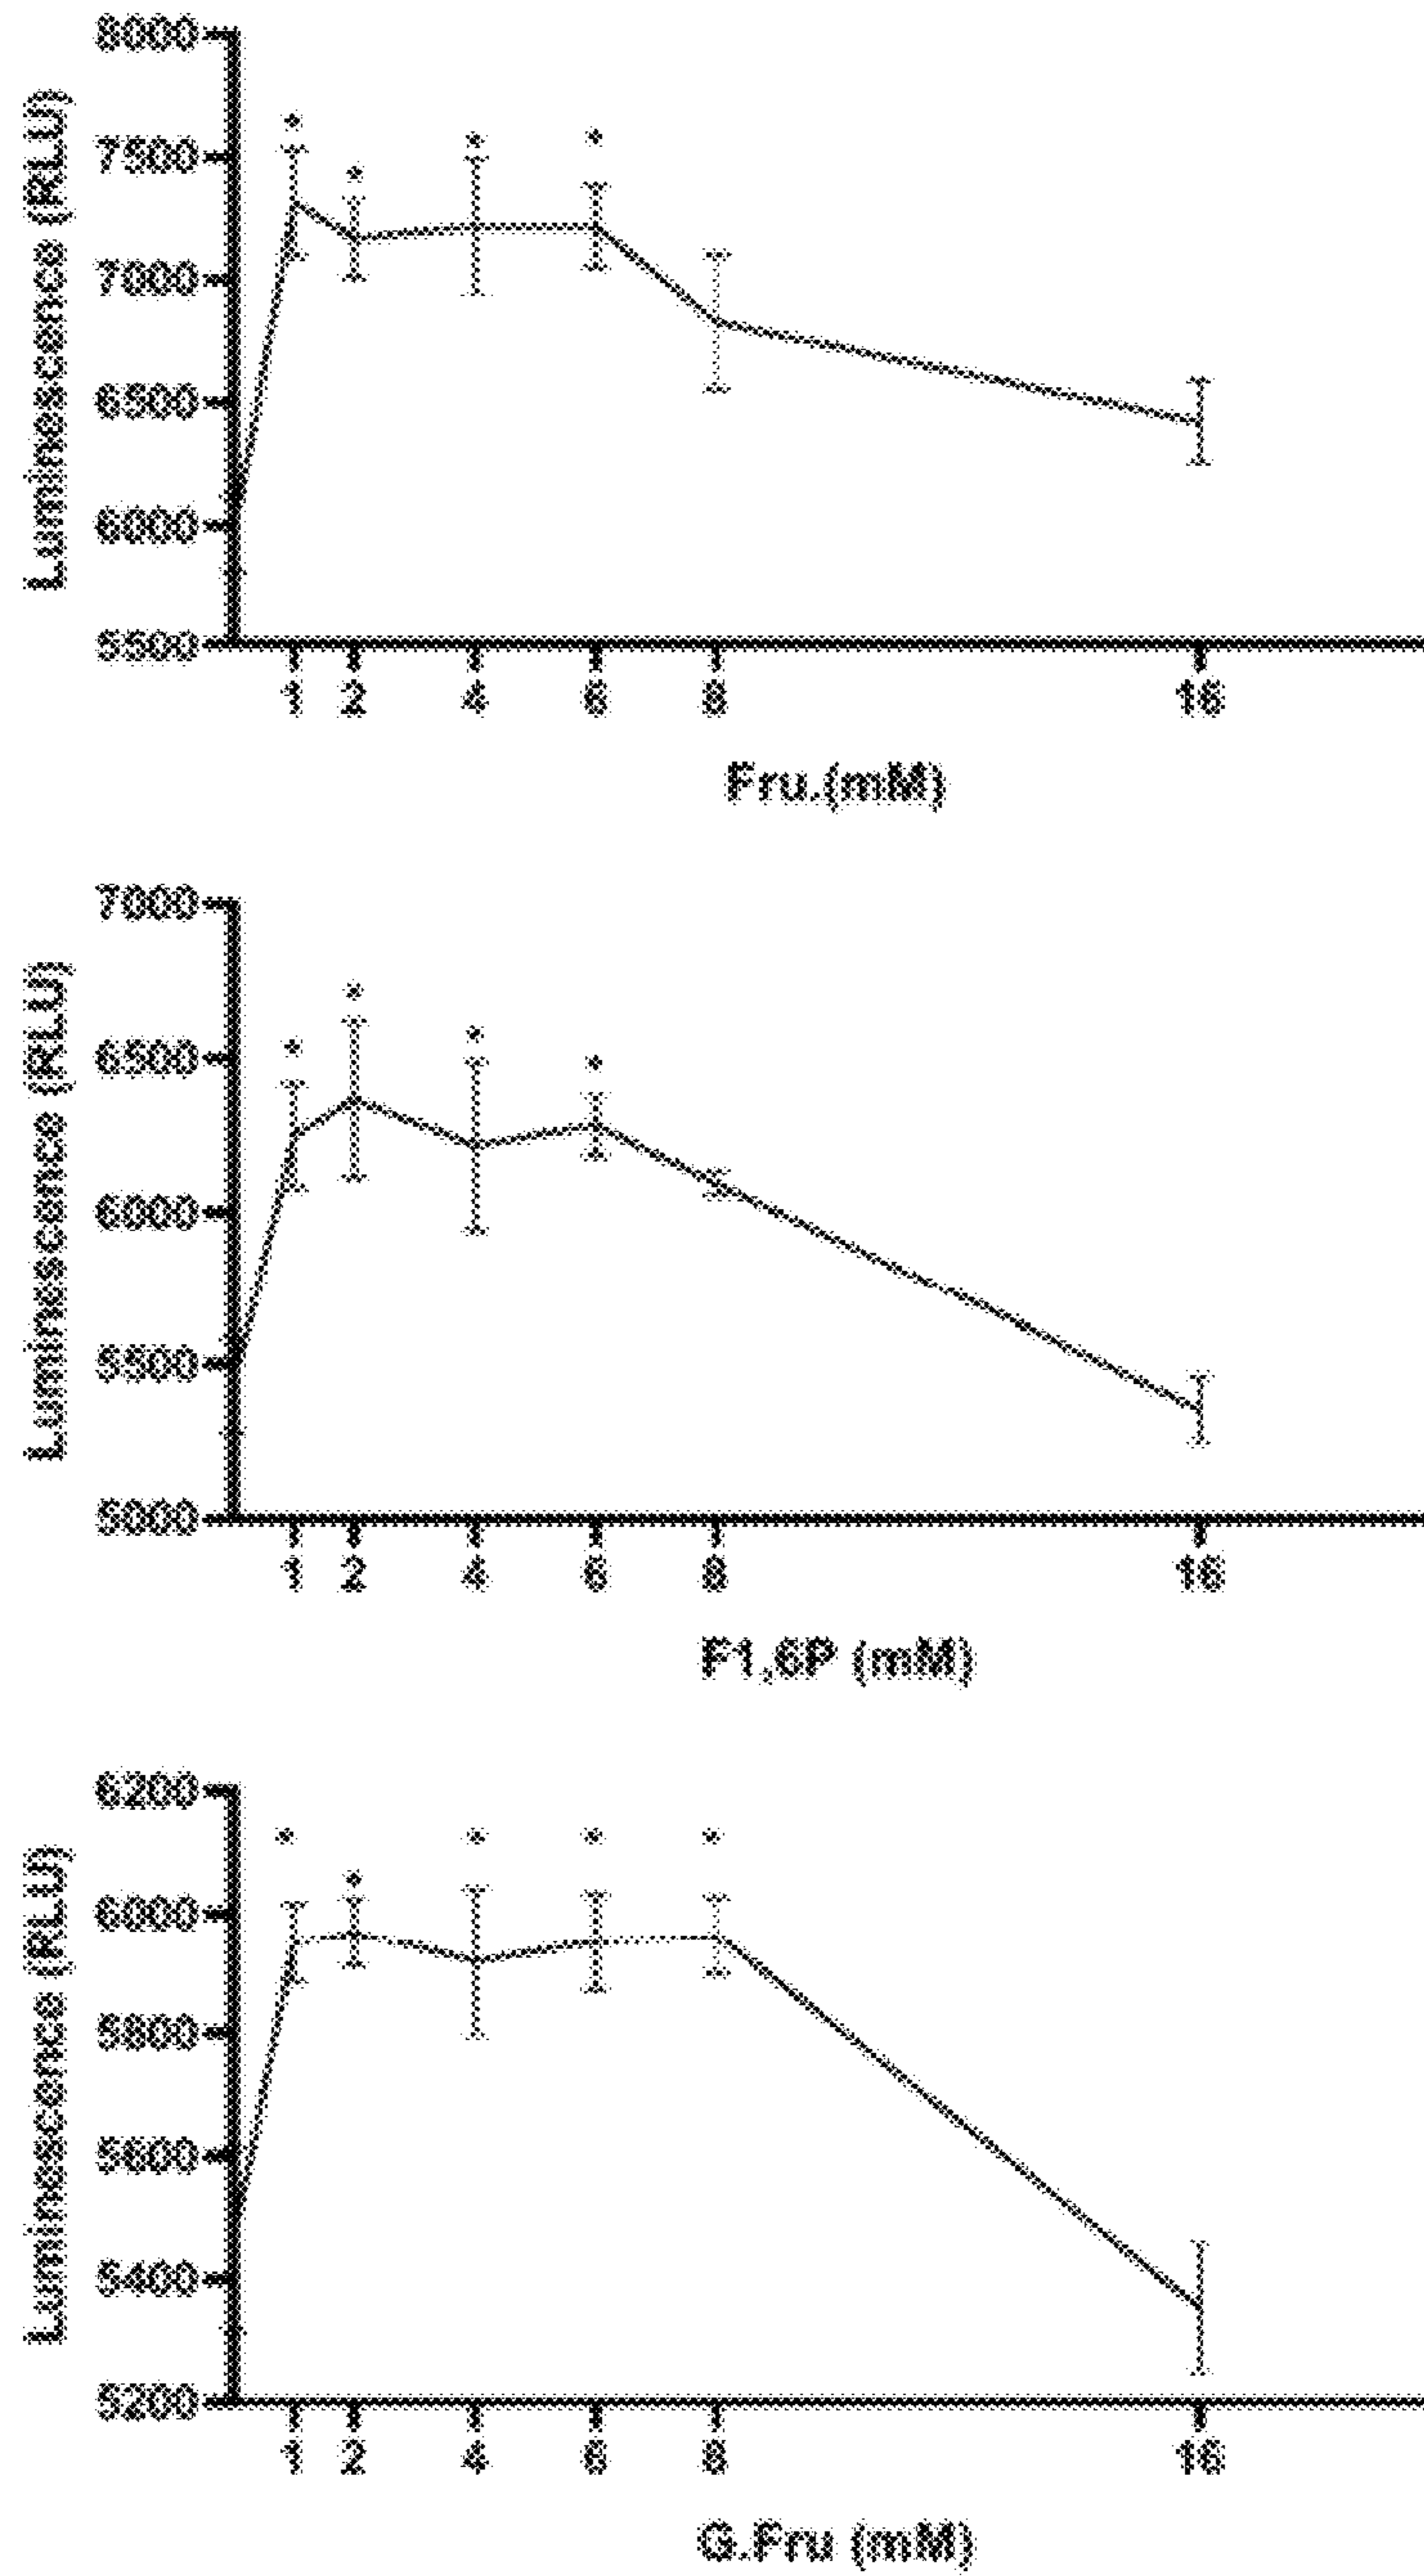 Luminescence (RLU)
8000
7500
7000
6500
6000
5500
* * * *
1 2 4 6 8 16
Fru.(mM)
Luminescence (RLU)
7000
6500
6000
5500
5000
* * * *
1 2 4 6 8 16
F1,6P (mM)
Luminescence (RLU)
6200
6000
5800
5600
5400
5200
* * * * *
1 2 4 6 8 16
G.Fru (mM)